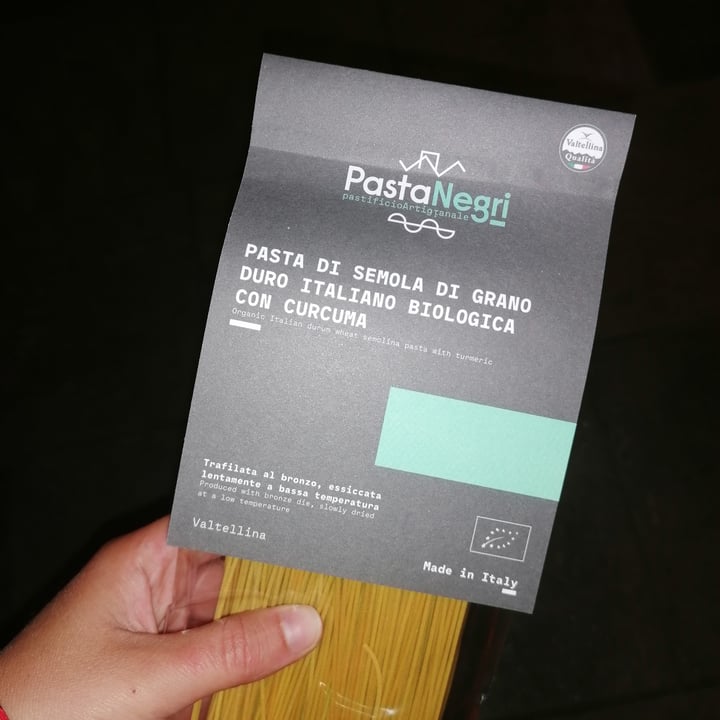 Valtellina
Qualità
PastaNegri
pastificioArtigianale
PASTA DI SEMOLA DI GRANO
DURO ITALIANO BIOLOGICA
CON CURCUMA
Organic Italian durum wheat semolina pasta with turmeric
Trafilata al bronzo, essiccata
lentamente a bassa temperatura
Produced with bronze die, slowly dried
at a low temperature
Valtellina
Made in Italy